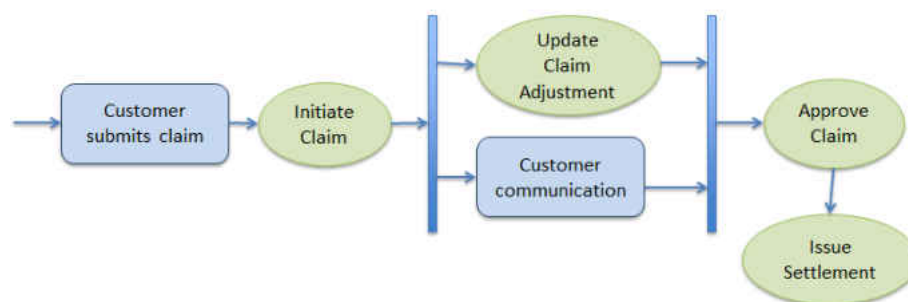 Customer
submits claim
Initiate
Claim
Update
Claim
Adjustment
Customer
communication
Approve
Claim
Issue
Settlement